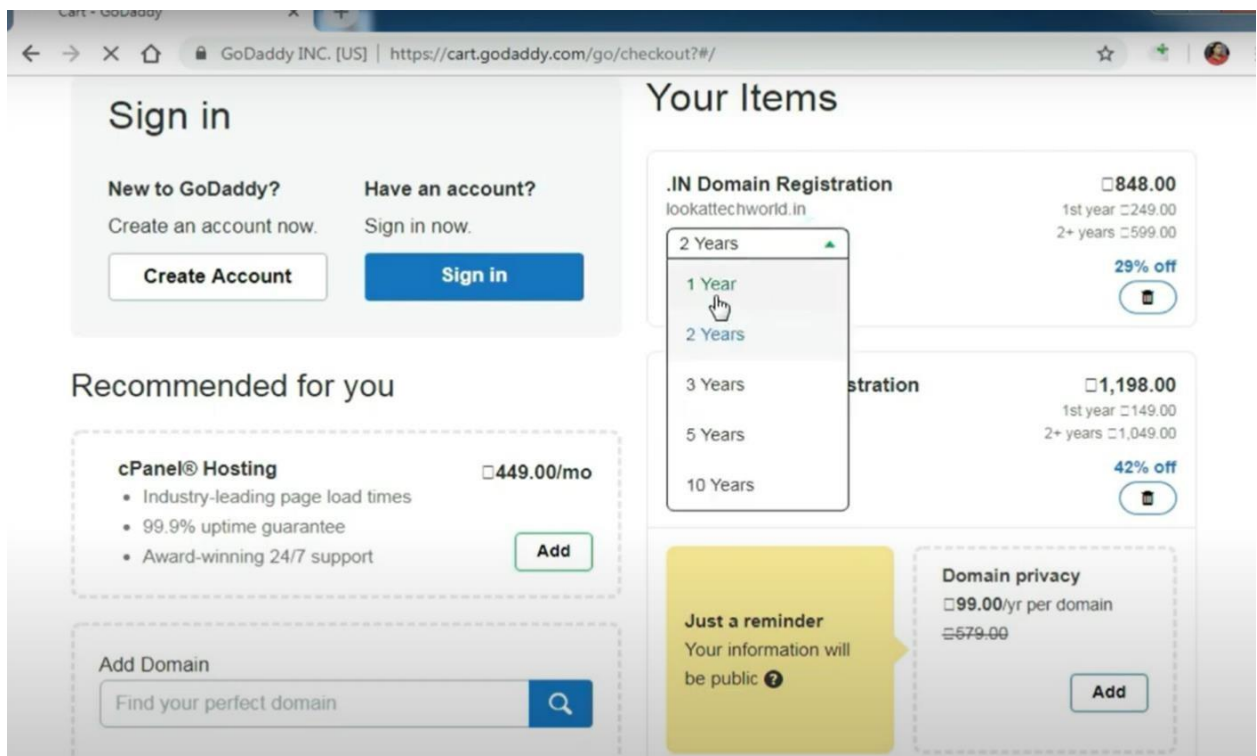 Cart - GoDaddy
GoDaddy INC. [US] | https://cart.godaddy.com/go/checkout?#/
Sign in
New to GoDaddy?
Create an account now.
Create Account
Have an account?
Sign in now.
Sign in
Recommended for you
cPanel® Hosting
□449.00/mo
• Industry-leading page load times
• 99.9% uptime guarantee
• Award-winning 24/7 support
Add
Add Domain
Find your perfect domain
Your Items
.IN Domain Registration
□848.00
lookattechworld.in
1st year □249.00
2+ years □599.00
29% off
2 Years
1 Year
2 Years
3 Years
5 Years
10 Years
stration
□1,198.00
1st year □149.00
2+ years □1,049.00
42% off
Just a reminder
Your information will
be public ?
Domain privacy
□99.00/yr per domain
□579.00
Add